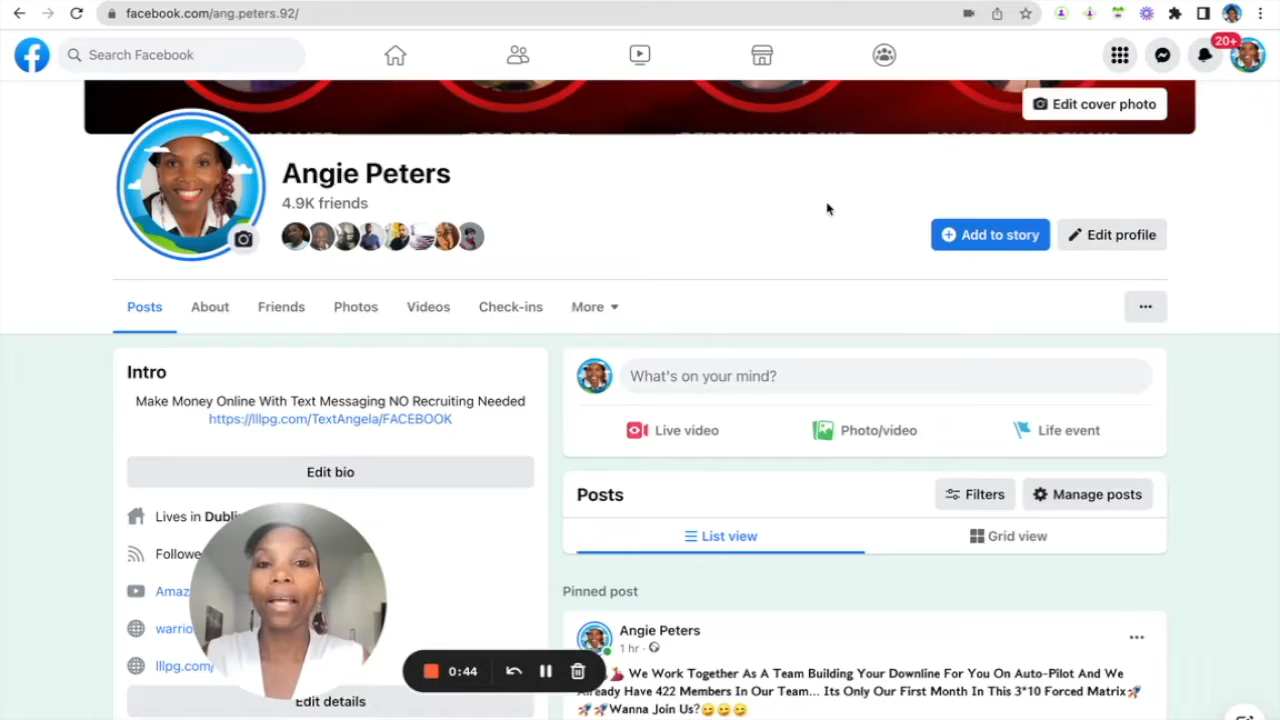 facebook.com/ang.peters.92/
Search Facebook
20+
Edit cover photo
Angie Peters
4.9K friends
Add to story
Edit profile
Posts
About
Friends
Photos
Videos
Check-ins
More
Intro
Make Money Online With Text Messaging NO Recruiting Needed
https://lllpg.com/TextAngela/FACEBOOK
Edit bio
Lives in
Edit details
0:44
What's on your mind?
Live video
Photo/video
Life event
Posts
Filters
Manage posts
List view
Grid view
Pinned post
Angie Peters
1 hr
We Work Together As A Team Building Your Downline For You On Auto-Pilot And We
Already Have 422 Members In Our Team... Its Only Our First Month In This 3*10 Forced Matrix🚀
🚀🚀Wanna Join Us?😄😄😄